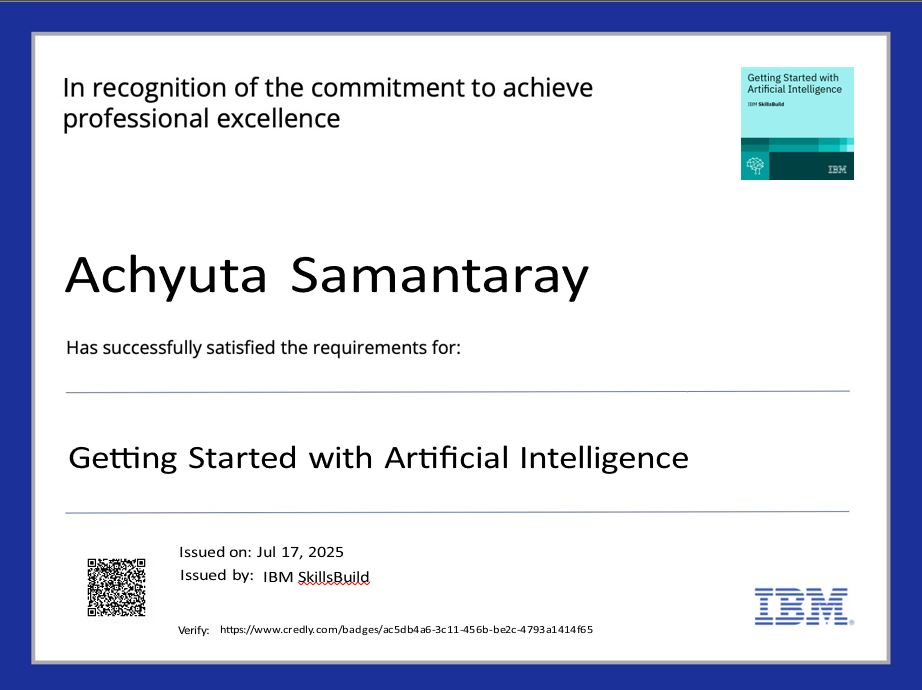 In recognition of the commitment to achieve
professional excellence
Getting Started with
Artificial Intelligence
IBM SkillsBuild
IBM
Achyuta Samantaray
Has successfully satisfied the requirements for:
Getting Started with Artificial Intelligence
Issued on: Jul 17, 2025
Issued by: IBM SkillsBuild
Verify: https://www.credly.com/badges/ac5db4a6-3c11-456b-be2c-4793a1414f65
IBM®